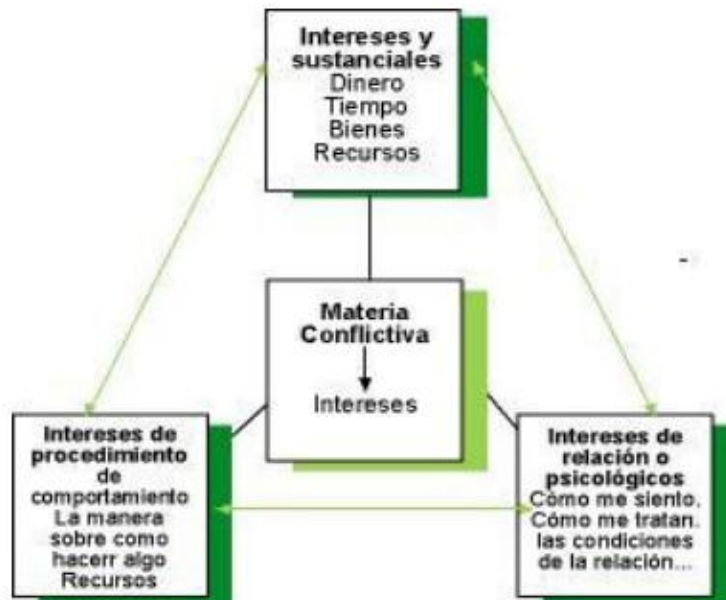 Intereses y
sustanciales
Dinero
Tiempo
Bienes
Recursos
Materia
Conflictiva
Intereses
Intereses de
procedimiento
de
comportamiento
La manera
sobre como
hacerr algo
Recursos
Intereses de
relación o
psicológicos
Cómo me siento,
Cómo me tratan.
las condiciones
de la relación...